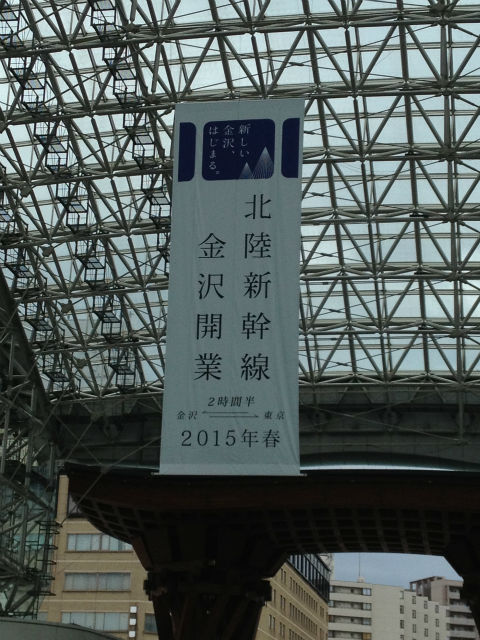 新しい
金沢、
はじまる。
北陸新幹線
金沢開業
2時間半
金沢 ⟷ 東京
2015年春